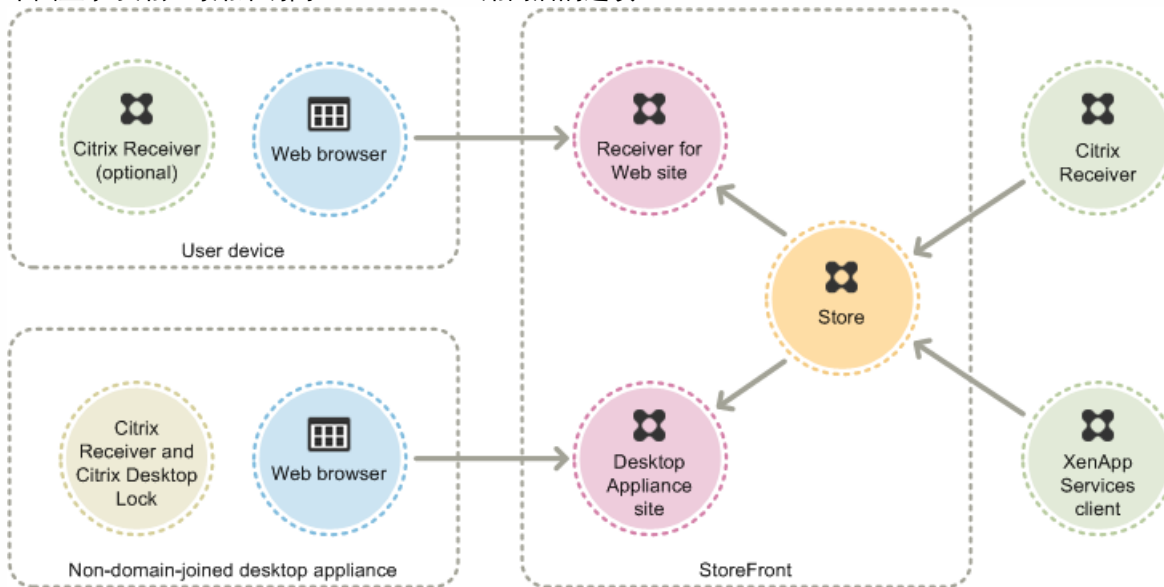 Citrix Receiver
(optional)
Web browser
User device
Receiver for
Web site
Citrix
Receiver
Store
Citrix
Receiver and
Citrix Desktop
Lock
Web browser
Non-domain-joined desktop appliance
Desktop
Appliance
site
StoreFront
XenApp
Services
client